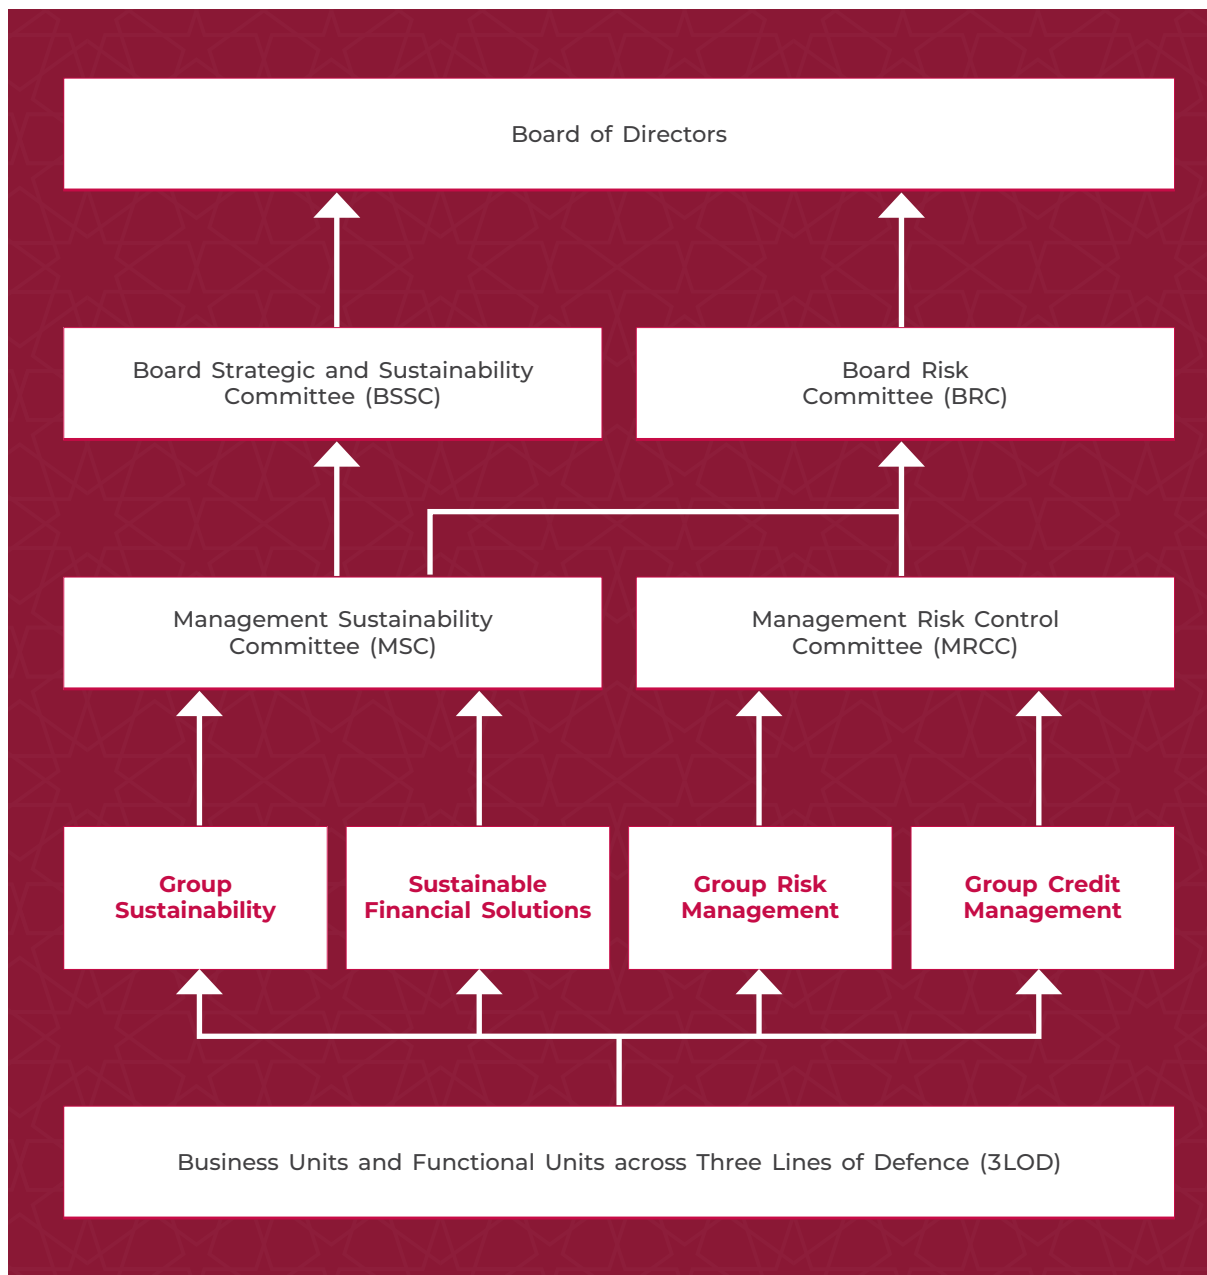 Board of Directors
Board Strategic and Sustainability
Committee (BSSC)
Board Risk
Committee (BRC)
Management Sustainability
Committee (MSC)
Management Risk Control
Committee (MRCC)
Group
Sustainability
Sustainable
Financial Solutions
Group Risk
Management
Group Credit
Management
Business Units and Functional Units across Three Lines of Defence (3LOD)